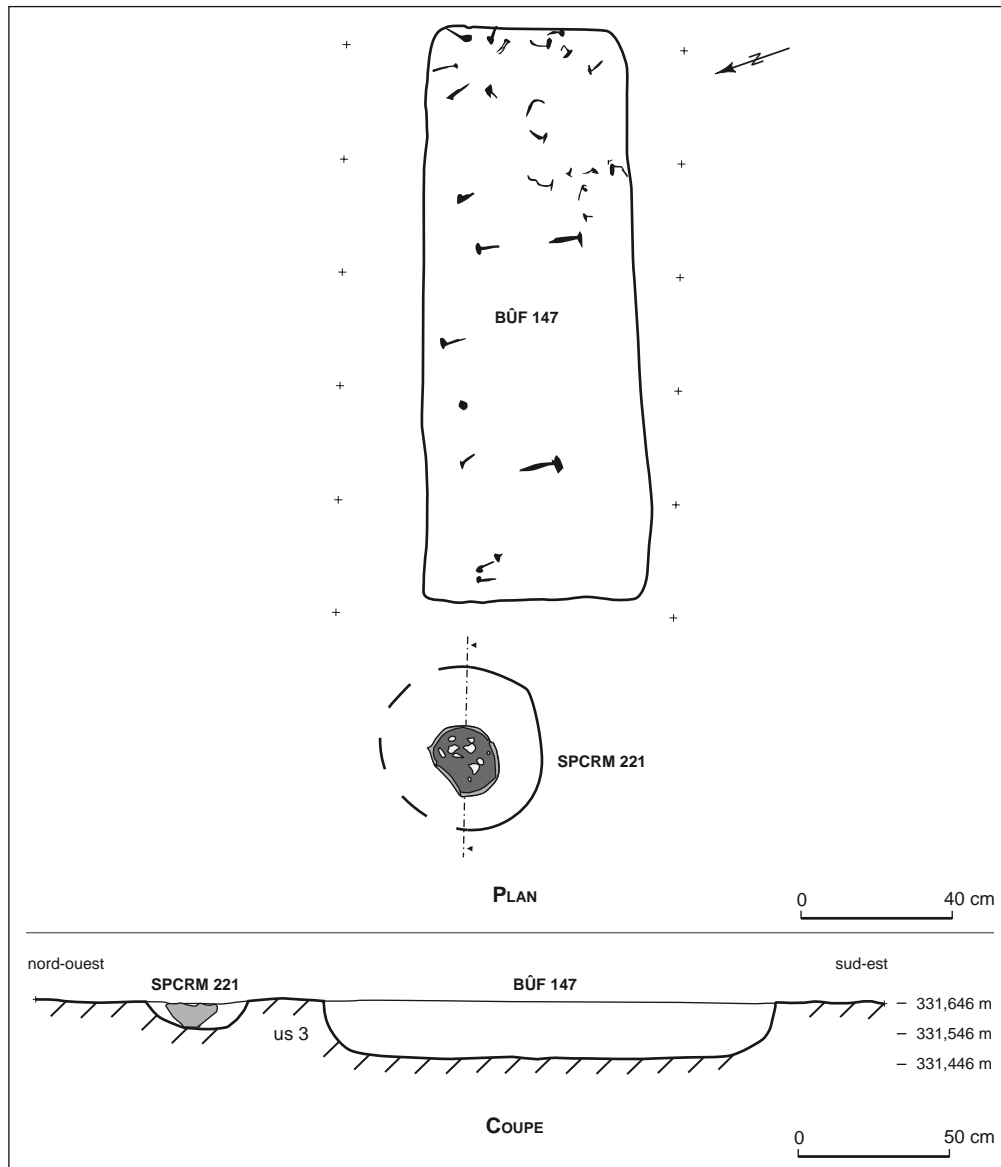 N
BÛF 147
SPCRM 221
PLAN
0 40 cm
nord-ouest sud-est
SPCRM 221 BÛF 147
331,646 m
us 3 331,546 m
331,446 m
COUPE
0 50 cm